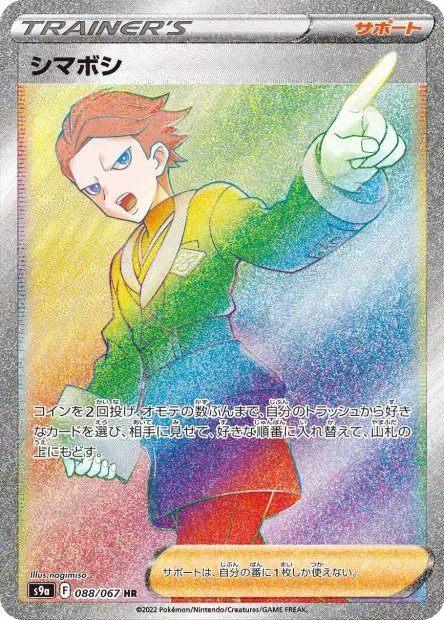 TRAINER'S サポート
シマボシ
コインを2回投げ、オモテの数ぶんまで、自分のトラッシュから好き
なカードを選び、相手に見せて、好きな順番に入れ替えて、山札の
上にもどす。
Illus.nagimiso
サポートは、自分の番に1枚しか使えない。
s9a F 088/067 HR
©2022 Pokémon/Nintendo/Creatures/GAME FREAK.